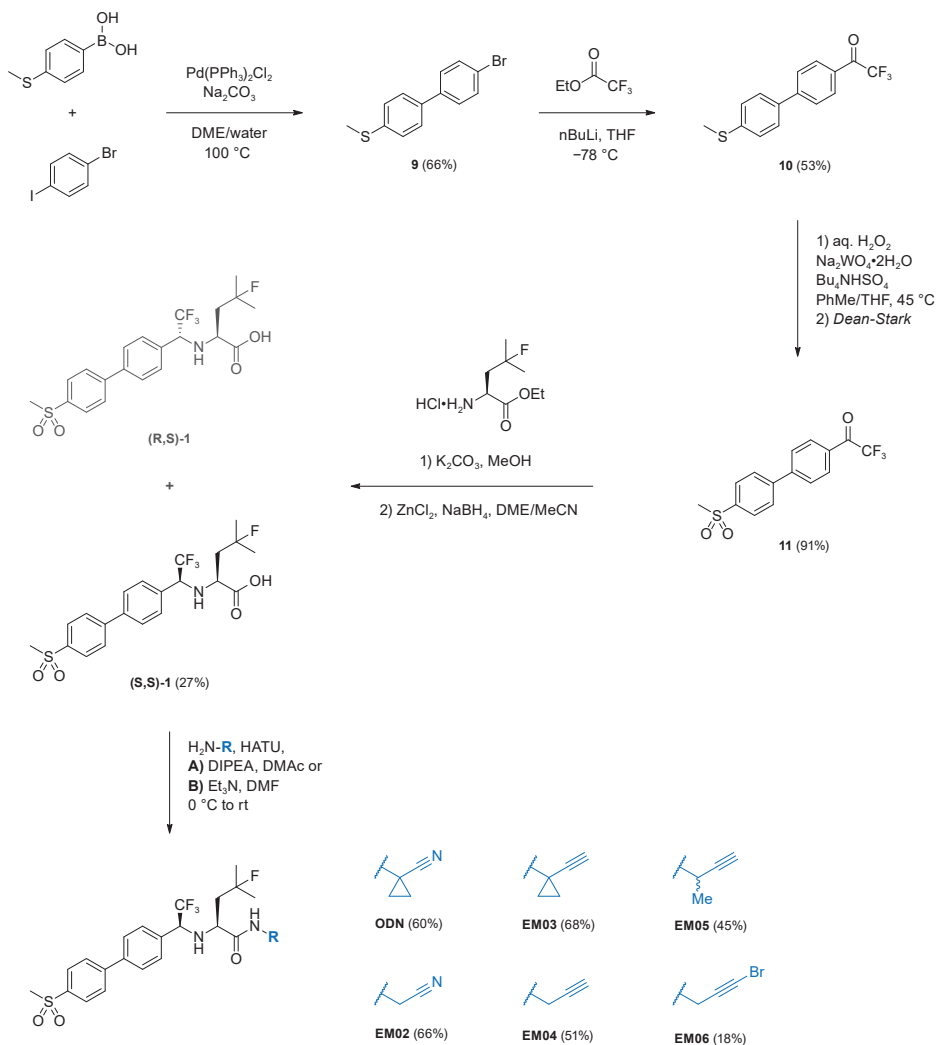 OH
B
OH
S
+
Br
I
Pd(PPh₃)₂Cl₂
Na₂CO₃
DME/water
100 °C
Br
S
9 (66%)
O
EtO
CF₃
nBuLi, THF
−78 °C
O
CF₃
S
10 (53%)
1) aq. H₂O₂
Na₂WO₄•2H₂O
Bu₄NHSO₄
PhMe/THF, 45 °C
2) Dean-Stark
O
CF₃
S
O O
11 (91%)
F
HCl•H₂N
OEt
O
1) K₂CO₃, MeOH
2) ZnCl₂, NaBH₄, DME/MeCN
F
CF₃
OH
N
H
O
S
O O
(R,S)-1
+
F
CF₃
OH
N
H
O
S
O O
(S,S)-1 (27%)
H₂N-R, HATU,
A) DIPEA, DMAc or
B) Et₃N, DMF
0 °C to rt
F
CF₃
H
N
R
N
H
O
S
O O
N
ODN (60%)
EM03 (68%)
Me
EM05 (45%)
N
EM02 (66%)
EM04 (51%)
Br
EM06 (18%)